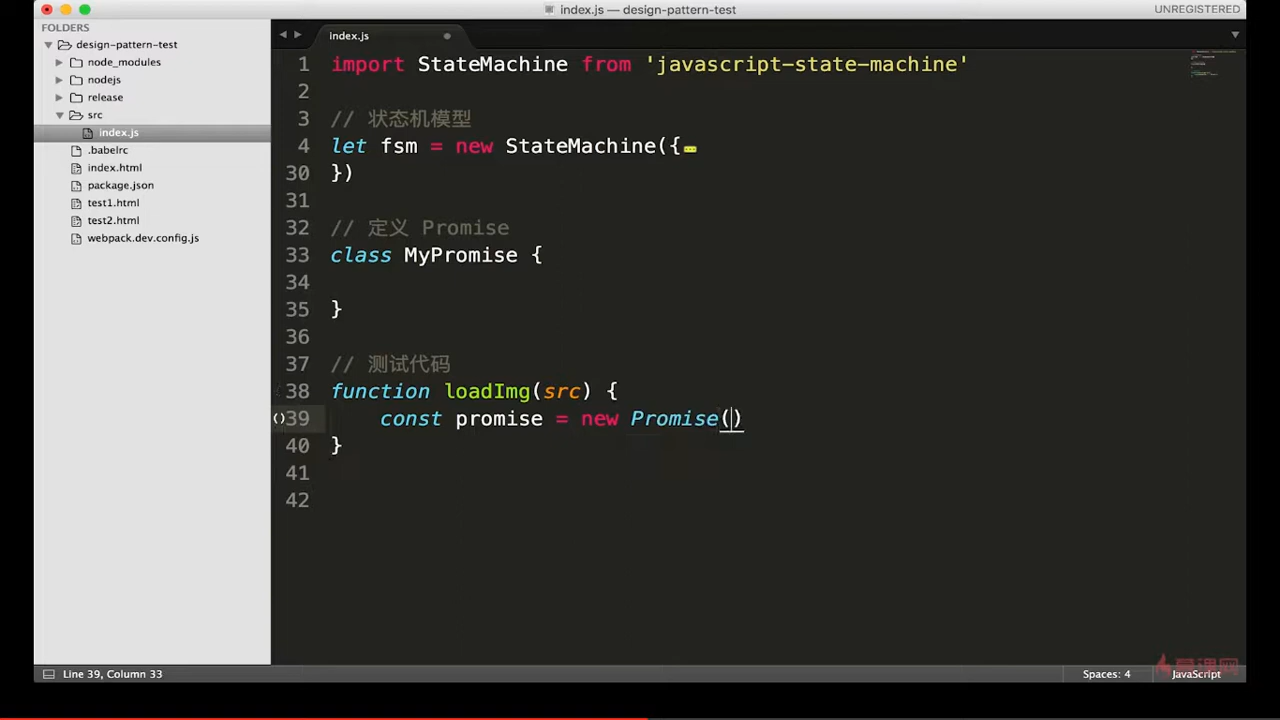 index.js — design-pattern-test
UNREGISTERED
FOLDERS
design-pattern-test
node_modules
nodejs
release
src
index.js
.babelrc
index.html
package.json
test1.html
test2.html
webpack.dev.config.js
index.js
1 import StateMachine from 'javascript-state-machine'
2
3 // 状态机模型
4 let fsm = new StateMachine({
30 })
31
32 // 定义 Promise
33 class MyPromise {
34
35 }
36
37 // 测试代码
38 function loadImg(src) {
39 const promise = new Promise()
40 }
41
42
慕课网
Line 39, Column 33
Spaces: 4
JavaScript